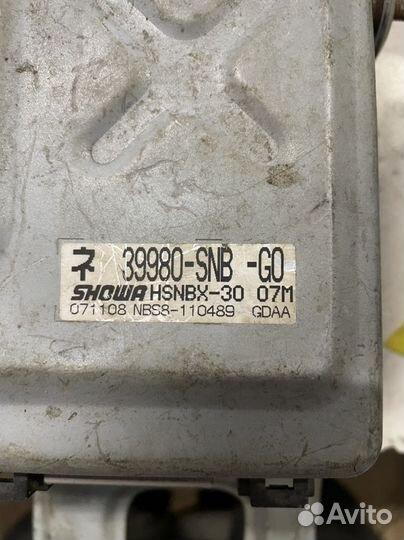 ネ 39980-SNB -G0
SHOWA HSNBX-30 07M
071108 NBS8-110489 GDAA
Avito